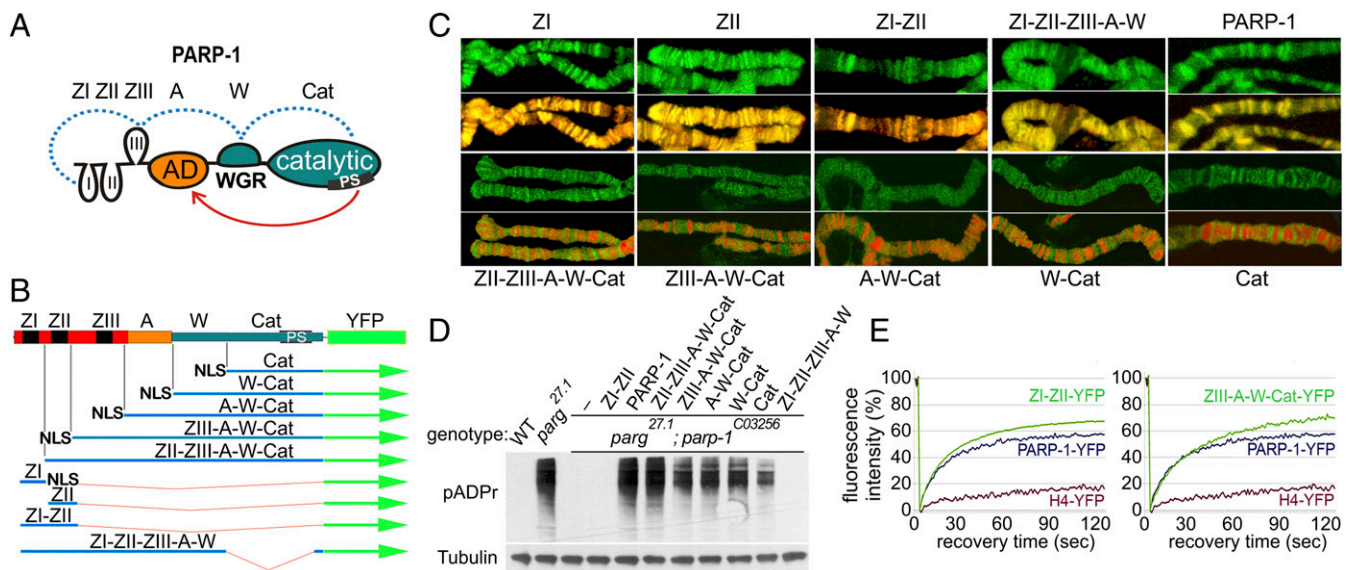 A
PARP-1
ZI ZII ZIII A W Cat
III
I II
AD
WGR
catalytic
PS
B
ZI ZII ZIII A W Cat YFP
PS
NLS Cat
NLS W-Cat
NLS A-W-Cat
ZIII-A-W-Cat
NLS ZII-ZIII-A-W-Cat
ZI
NLS
ZII
ZI-ZII
ZI-ZII-ZIII-A-W
C
ZI ZII ZI-ZII ZI-ZII-ZIII-A-W PARP-1
ZII-ZIII-A-W-Cat ZIII-A-W-Cat A-W-Cat W-Cat Cat
D
genotype:
WT
parg27.1
–
ZI-ZII
PARP-1
ZII-ZIII-A-W-Cat
ZIII-A-W-Cat
A-W-Cat
W-Cat
Cat
ZI-ZII-ZIII-A-W
parg27.1; parp-1C03256
pADPr
Tubulin
E
fluorescence
intensity (%)
100
80
60
40
20
0
0 30 60 90 120
recovery time (sec)
ZI-ZII-YFP
PARP-1-YFP
H4-YFP
100
80
60
40
20
0
0 30 60 90 120
recovery time (sec)
ZIII-A-W-Cat-YFP
PARP-1-YFP
H4-YFP